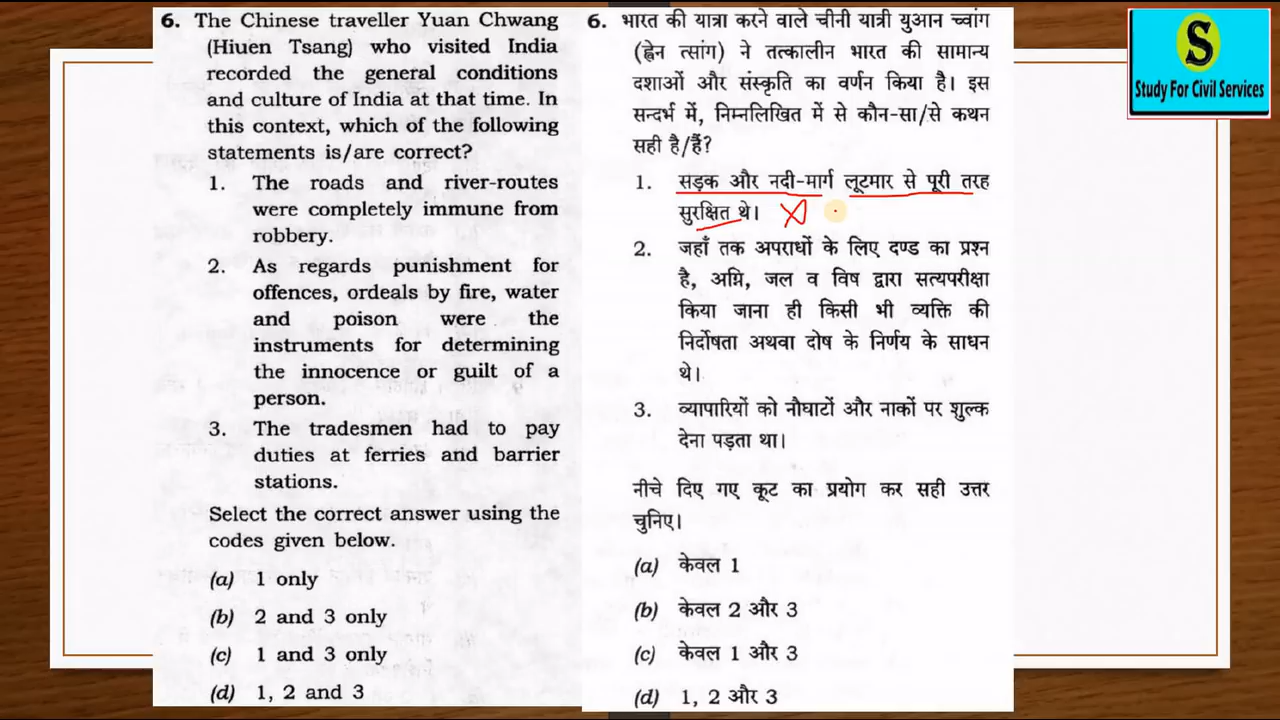 6. The Chinese traveller Yuan Chwang
(Hiuen Tsang) who visited India
recorded the general conditions
and culture of India at that time. In
this context, which of the following
statements is/are correct?
1. The roads and river-routes
were completely immune from
robbery.
2. As regards punishment for
offences, ordeals by fire, water
and poison were the
instruments for determining
the innocence or guilt of a
person.
3. The tradesmen had to pay
duties at ferries and barrier
stations.
Select the correct answer using the
codes given below.
(a) 1 only
(b) 2 and 3 only
(c) 1 and 3 only
(d) 1, 2 and 3
6. भारत की यात्रा करने वाले चीनी यात्री युआन च्वांग
(ह्वेन त्सांग) ने तत्कालीन भारत की सामान्य
दशाओं और संस्कृति का वर्णन किया है। इस
सन्दर्भ में, निम्नलिखित में से कौन-सा/से कथन
सही है/हैं?
1. सड़क और नदी-मार्ग लूटमार से पूरी तरह
सुरक्षित थे।
2. जहाँ तक अपराधों के लिए दण्ड का प्रश्न
है, अग्नि, जल व विष द्वारा सत्यपरीक्षा
किया जाना ही किसी भी व्यक्ति की
निर्दोषता अथवा दोष के निर्णय के साधन
थे।
3. व्यापारियों को नौघाटों और नाकों पर शुल्क
देना पड़ता था।
नीचे दिए गए कूट का प्रयोग कर सही उत्तर
चुनिए।
(a) केवल 1
(b) केवल 2 और 3
(c) केवल 1 और 3
(d) 1, 2 और 3
S
Study For Civil Services